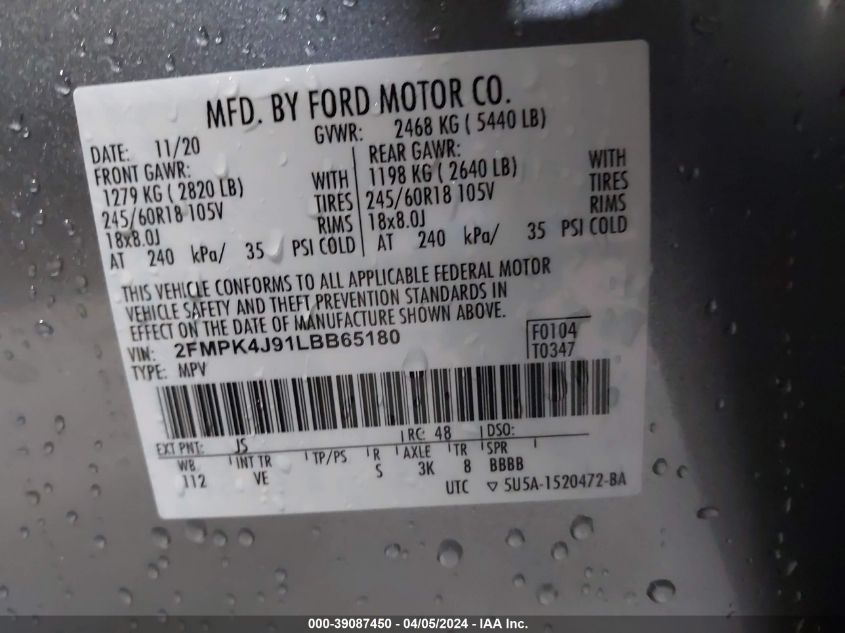 MFD. BY FORD MOTOR CO.
DATE: 11/20 GVWR: 2468 KG ( 5440 LB)
FRONT GAWR: REAR GAWR:
1279 KG ( 2820 LB) WITH 1198 KG ( 2640 LB) WITH
245/60R18 105V TIRES 245/60R18 105V TIRES
18x8.0J RIMS 18x8.0J RIMS
AT 240 kPa/ 35 PSI COLD AT 240 kPa/ 35 PSI COLD
THIS VEHICLE CONFORMS TO ALL APPLICABLE FEDERAL MOTOR
VEHICLE SAFETY AND THEFT PREVENTION STANDARDS IN
EFFECT ON THE DATE OF MANUFACTURE SHOWN ABOVE.
VIN: 2FMPK4J91LBB65180 F0104
TYPE: MPV T0347
EXT PNT: JS RC: 48 DSO:
WB INT TR TP/PS R AXLE TR SPR
112 VE S 3K 8 BBBB
UTC ▽ 5U5A-1520472-BA
000-39087450 - 04/05/2024 - IAA Inc.